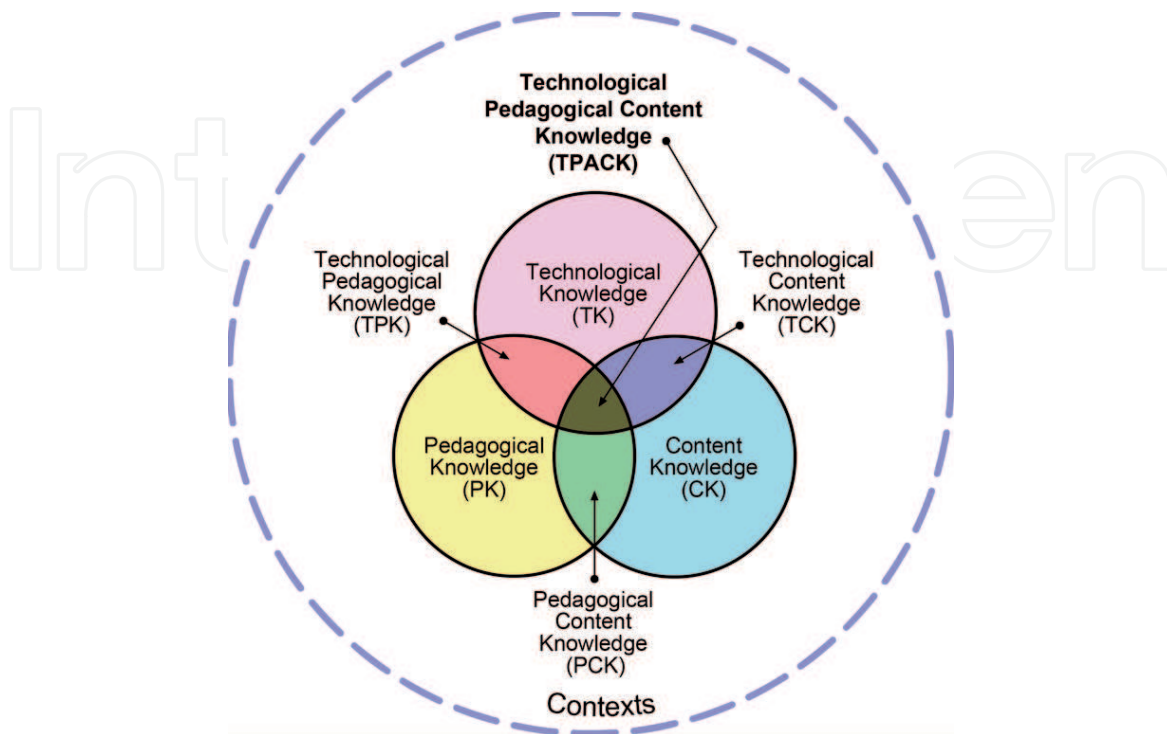 Technological
Pedagogical Content
Knowledge
(TPACK)
Technological
Pedagogical
Knowledge
(TPK)
Technological
Knowledge
(TK)
Technological
Content
Knowledge
(TCK)
Pedagogical
Knowledge
(PK)
Content
Knowledge
(CK)
Pedagogical
Content
Knowledge
(PCK)
Contexts